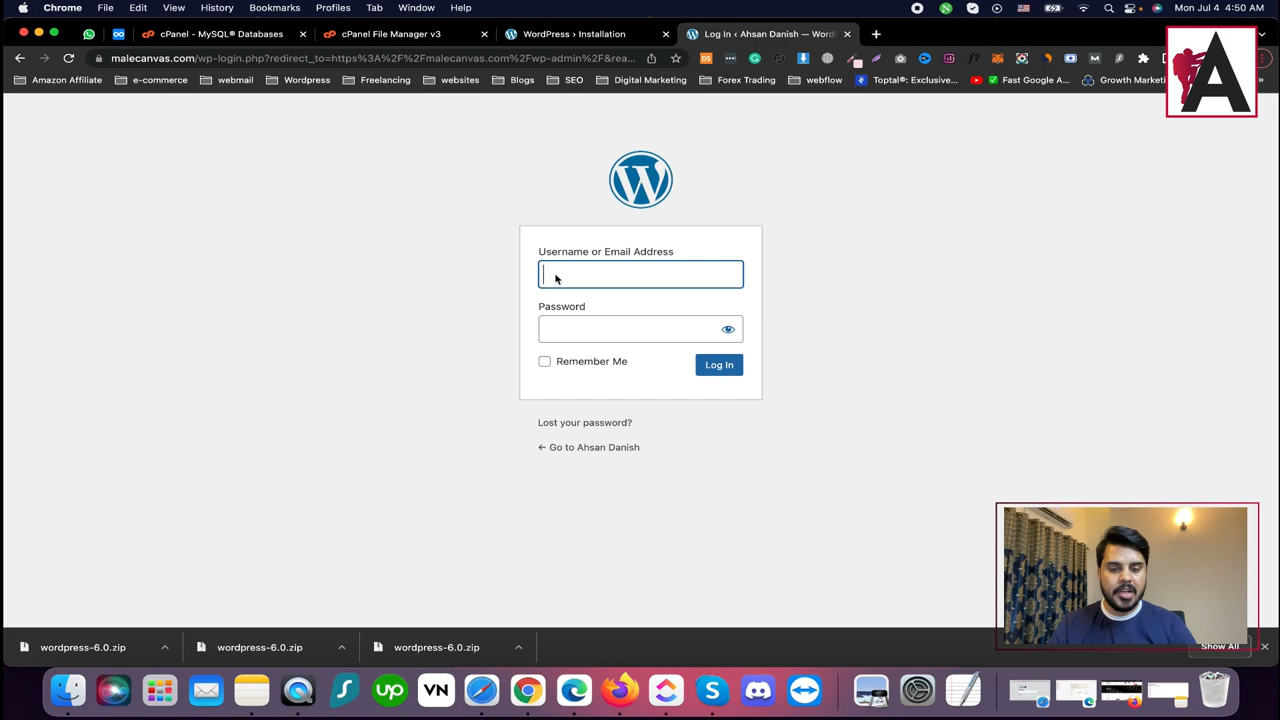 Chrome File Edit View History Bookmarks Profiles Tab Window Help Mon Jul 4 4:50 AM
cPanel - MySQL® Databases cPanel File Manager v3 WordPress › Installation Log In ‹ Ahsan Danish — Word
malecanvas.com/wp-login.php?redirect_to=https%3A%2F%2Fmalecanvas.com%2Fwp-admin%2F&rea...
Amazon Affiliate e-commerce webmail Wordpress Freelancing websites Blogs SEO Digital Marketing Forex Trading webflow Toptal®: Exclusive... Fast Google A... Growth Marketi
A
W
Username or Email Address
Password
Remember Me
Log In
Lost your password?
← Go to Ahsan Danish
wordpress-6.0.zip wordpress-6.0.zip wordpress-6.0.zip Show All
up VN